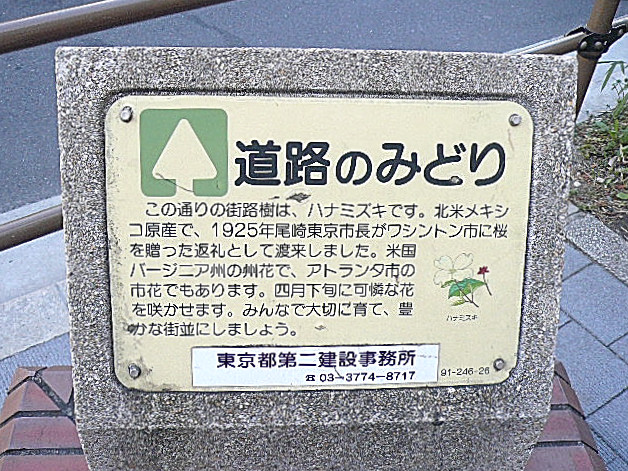 道路のみどり
この通りの街路樹は、ハナミズキです。北米メキシ
コ原産で、1925年尾崎東京市長がワシントン市に桜
を贈った返礼として渡来しました。米国
バージニア州の州花で、アトランタ市の
市花でもあります。四月下旬に可憐な花
を咲かせます。みんなで大切に育て、豊
かな街並にしましょう。
ハナミズキ
東京都第二建設事務所
☎03-3774-8717
91-246-26